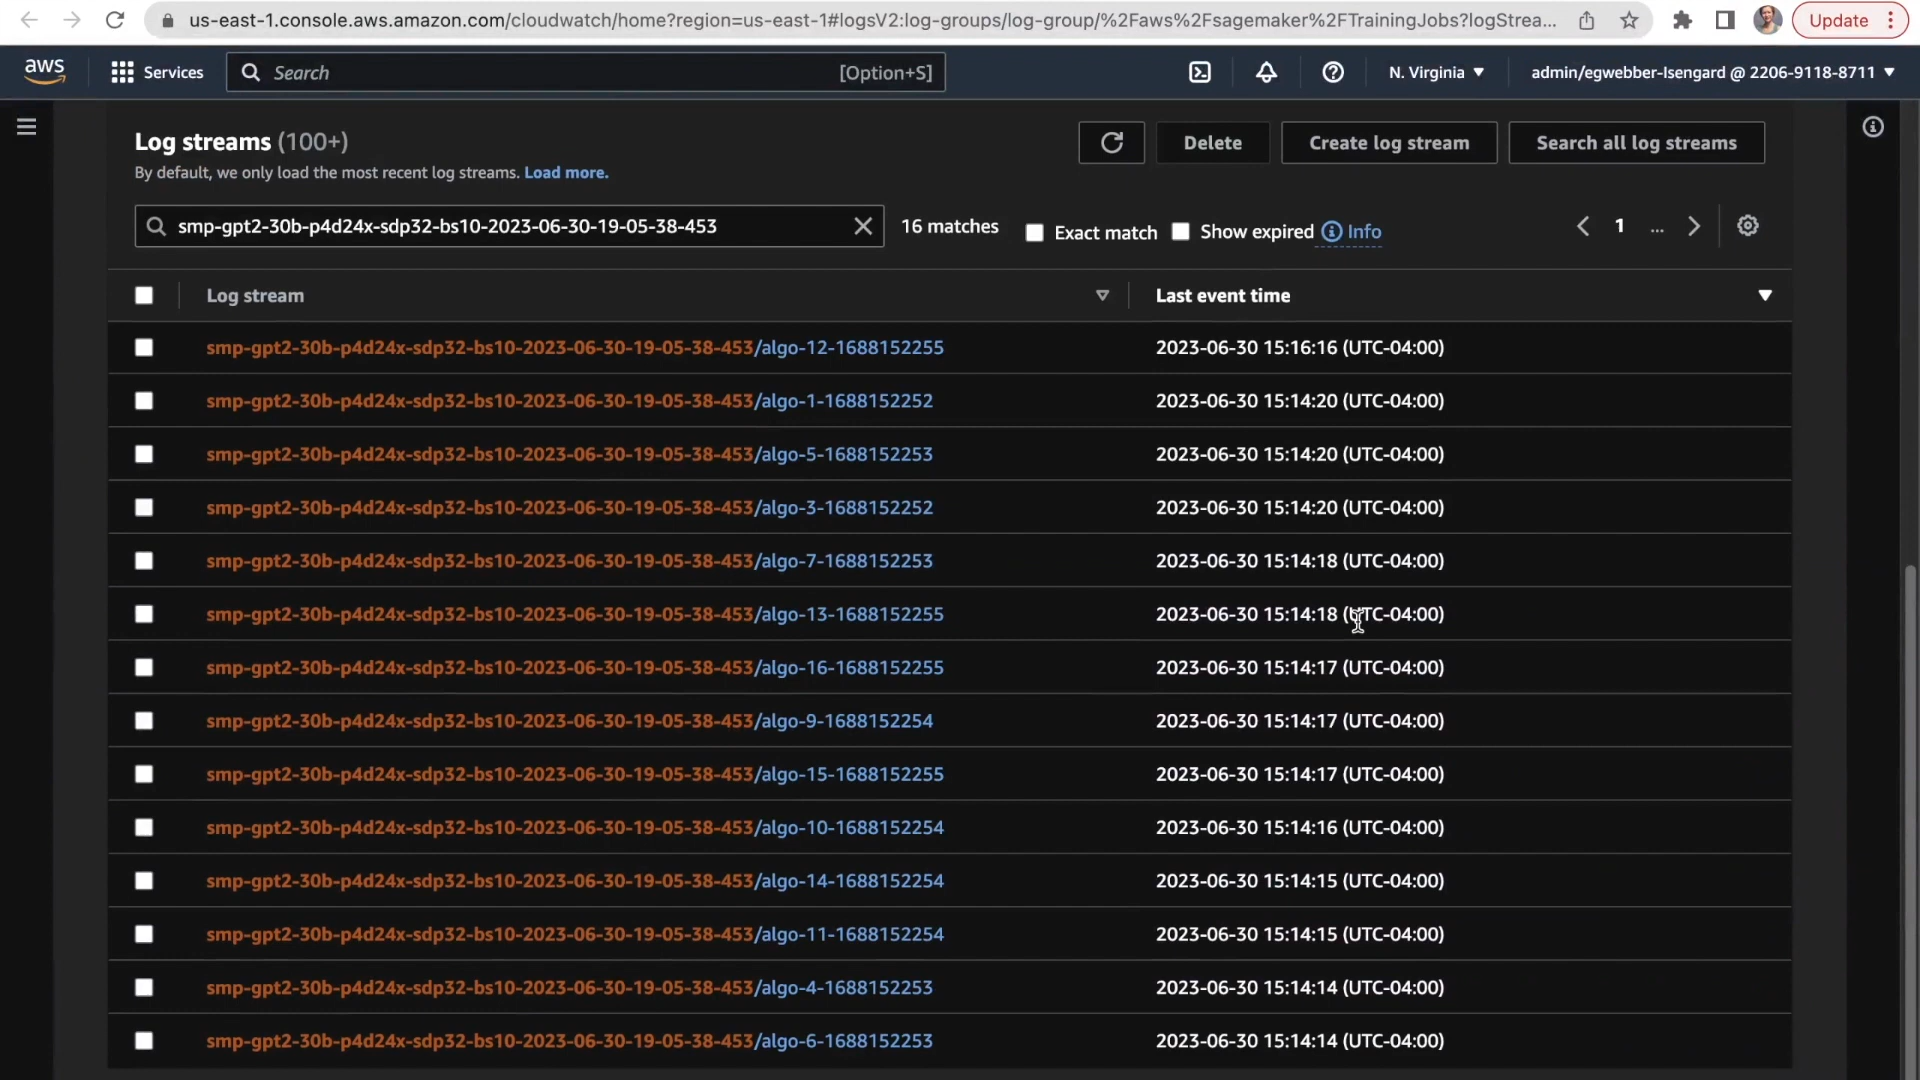 us-east-1.console.aws.amazon.com/cloudwatch/home?region=us-east-1#logsV2:log-groups/log-group/%2Faws%2Fsagemaker%2FTrainingJobs?logStrea...
Update
aws
Services
Search
[Option+S]
N. Virginia
admin/egwebber-Isengard @ 2206-9118-8711
Log streams (100+)
Delete
Create log stream
Search all log streams
By default, we only load the most recent log streams. Load more.
smp-gpt2-30b-p4d24x-sdp32-bs10-2023-06-30-19-05-38-453
16 matches
Exact match
Show expired
Info
1
...
Log stream
Last event time
smp-gpt2-30b-p4d24x-sdp32-bs10-2023-06-30-19-05-38-453/algo-12-1688152255 2023-06-30 15:16:16 (UTC-04:00)
smp-gpt2-30b-p4d24x-sdp32-bs10-2023-06-30-19-05-38-453/algo-1-1688152252 2023-06-30 15:14:20 (UTC-04:00)
smp-gpt2-30b-p4d24x-sdp32-bs10-2023-06-30-19-05-38-453/algo-5-1688152253 2023-06-30 15:14:20 (UTC-04:00)
smp-gpt2-30b-p4d24x-sdp32-bs10-2023-06-30-19-05-38-453/algo-3-1688152252 2023-06-30 15:14:20 (UTC-04:00)
smp-gpt2-30b-p4d24x-sdp32-bs10-2023-06-30-19-05-38-453/algo-7-1688152253 2023-06-30 15:14:18 (UTC-04:00)
smp-gpt2-30b-p4d24x-sdp32-bs10-2023-06-30-19-05-38-453/algo-13-1688152255 2023-06-30 15:14:18 (UTC-04:00)
smp-gpt2-30b-p4d24x-sdp32-bs10-2023-06-30-19-05-38-453/algo-16-1688152255 2023-06-30 15:14:17 (UTC-04:00)
smp-gpt2-30b-p4d24x-sdp32-bs10-2023-06-30-19-05-38-453/algo-9-1688152254 2023-06-30 15:14:17 (UTC-04:00)
smp-gpt2-30b-p4d24x-sdp32-bs10-2023-06-30-19-05-38-453/algo-15-1688152255 2023-06-30 15:14:17 (UTC-04:00)
smp-gpt2-30b-p4d24x-sdp32-bs10-2023-06-30-19-05-38-453/algo-10-1688152254 2023-06-30 15:14:16 (UTC-04:00)
smp-gpt2-30b-p4d24x-sdp32-bs10-2023-06-30-19-05-38-453/algo-14-1688152254 2023-06-30 15:14:15 (UTC-04:00)
smp-gpt2-30b-p4d24x-sdp32-bs10-2023-06-30-19-05-38-453/algo-11-1688152254 2023-06-30 15:14:15 (UTC-04:00)
smp-gpt2-30b-p4d24x-sdp32-bs10-2023-06-30-19-05-38-453/algo-4-1688152253 2023-06-30 15:14:14 (UTC-04:00)
smp-gpt2-30b-p4d24x-sdp32-bs10-2023-06-30-19-05-38-453/algo-6-1688152253 2023-06-30 15:14:14 (UTC-04:00)